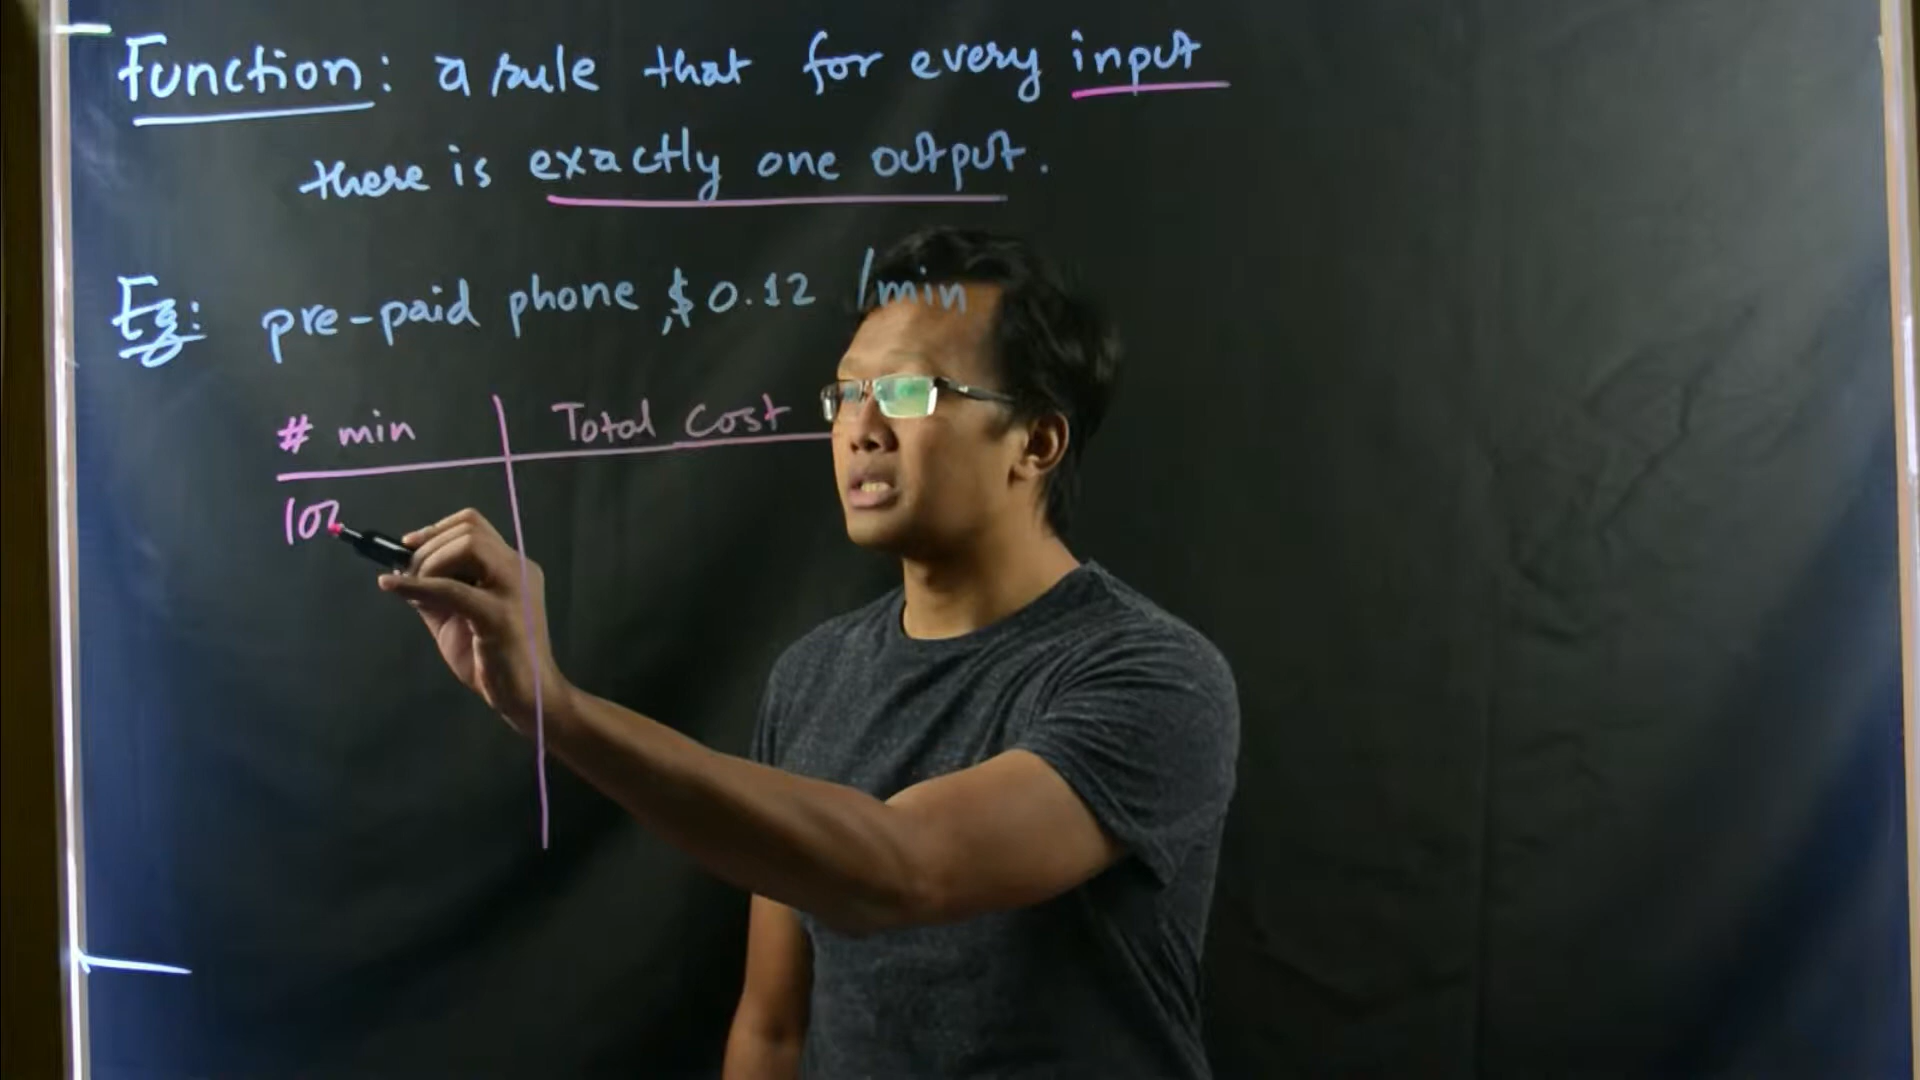 Function: a rule that for every input
there is exactly one output.
Eg: pre-paid phone, $0.12 /min
# min Total Cost